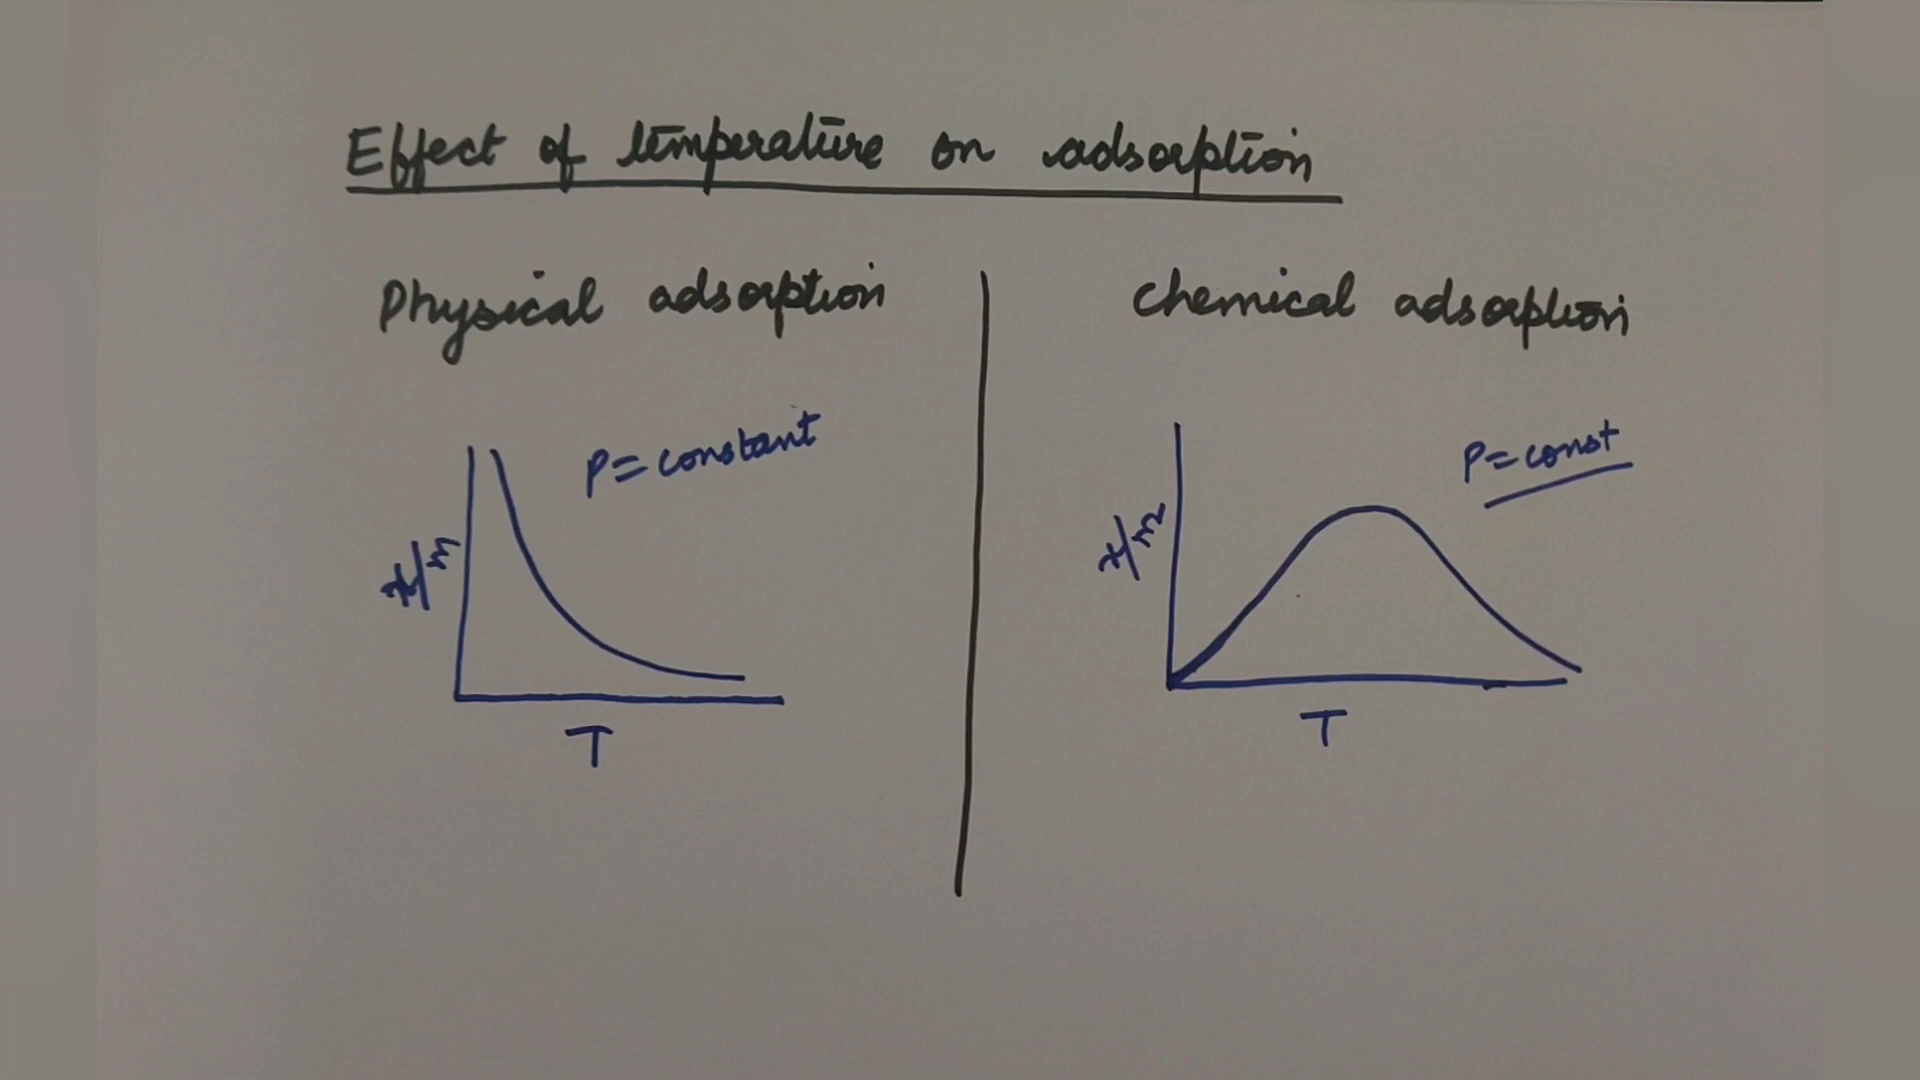 Effect of temperature on adsorption
Physical adsorption
P = constant
x/m
T
Chemical adsorption
P = const
x/m
T